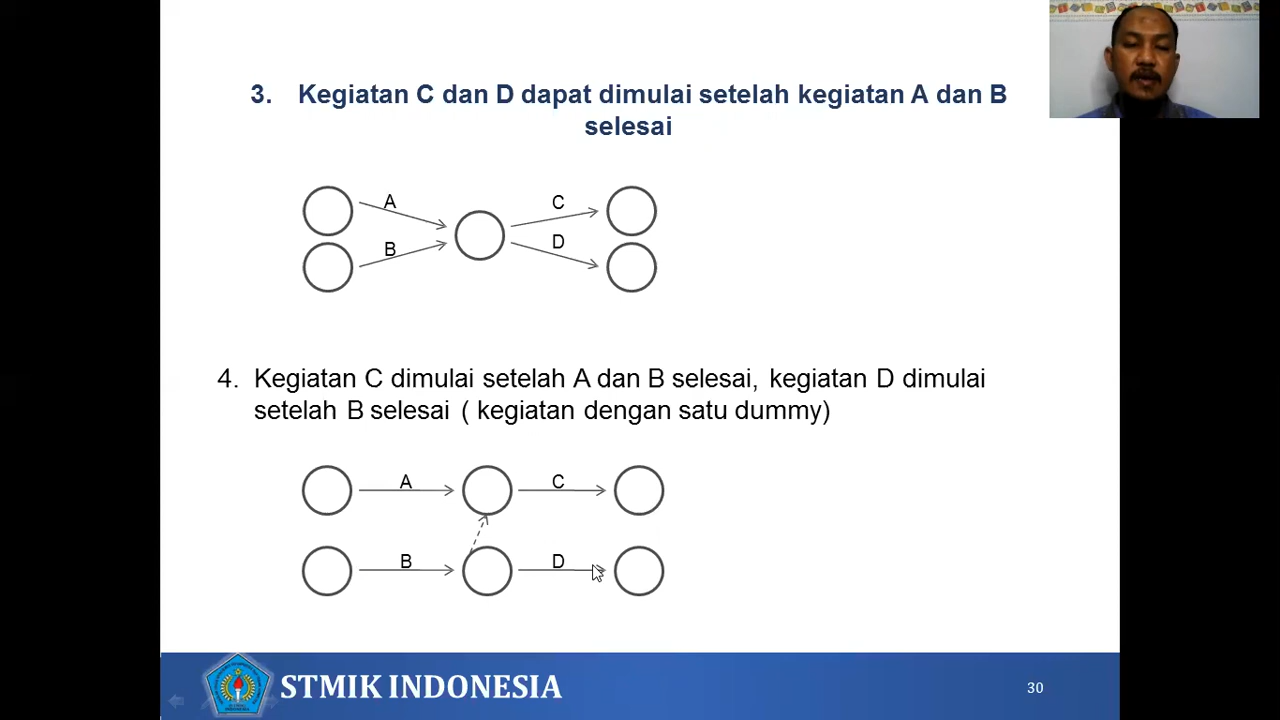 3. Kegiatan C dan D dapat dimulai setelah kegiatan A dan B
selesai
A
C
B
D
4. Kegiatan C dimulai setelah A dan B selesai, kegiatan D dimulai
setelah B selesai ( kegiatan dengan satu dummy)
A
C
B
D
STMIK INDONESIA
30